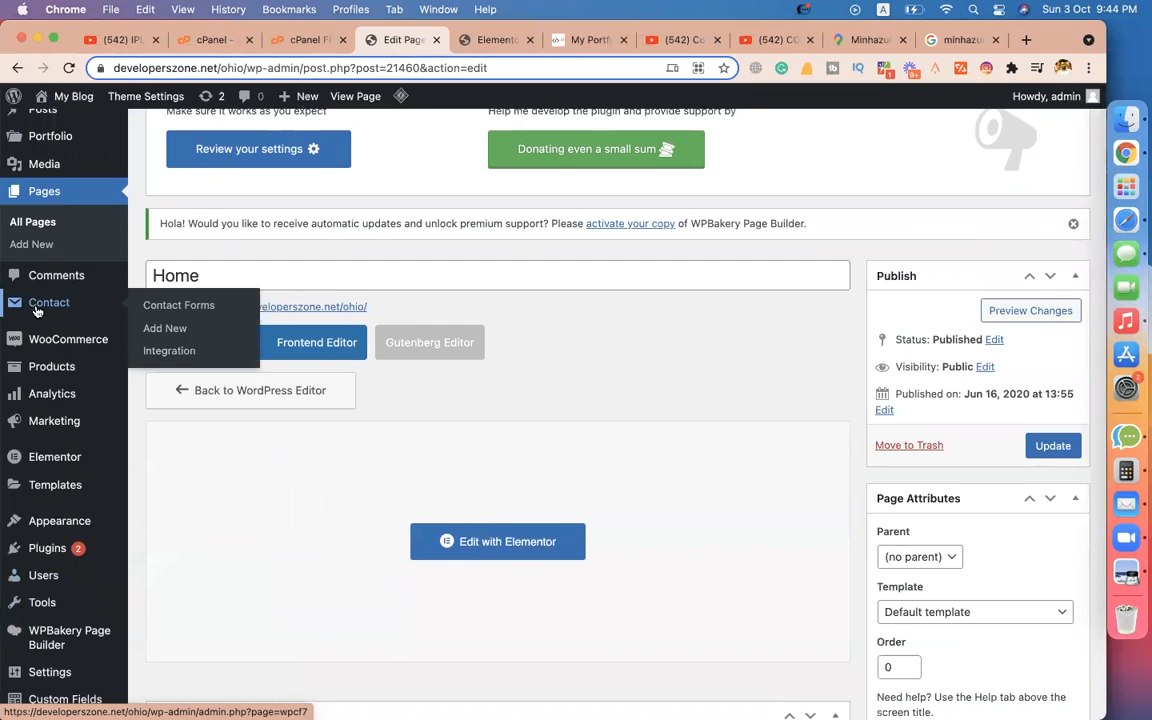 Chrome File Edit View History Bookmarks Profiles Tab Window Help A Sun 3 Oct 9:44 PM
(542) IPL cPanel - cPanel Fi Edit Page Elemento My Portf (542) Co (542) CO Minhazul minhaz
developerszone.net/ohio/wp-admin/post.php?post=21460&action=edit
My Blog Theme Settings 2 0 New View Page Howdy, admin
Posts
Portfolio
Media
Pages
All Pages
Add New
Comments
Contact
WooCommerce
Products
Analytics
Marketing
Elementor
Templates
Appearance
Plugins 2
Users
Tools
WPBakery Page
Builder
Settings
Custom Fields
Contact Forms
Add New
Integration
Make sure it works as you expect
Review your settings
Help me develop the plugin and provide support by
Donating even a small sum
Hola! Would you like to receive automatic updates and unlock premium support? Please activate your copy of WPBakery Page Builder.
Home
eloperszone.net/ohio/
Frontend Editor
Gutenberg Editor
Back to WordPress Editor
Edit with Elementor
Publish
Preview Changes
Status: Published Edit
Visibility: Public Edit
Published on: Jun 16, 2020 at 13:55
Edit
Move to Trash
Update
Page Attributes
Parent
(no parent)
Template
Default template
Order
0
Need help? Use the Help tab above the
screen title.
https://developerszone.net/ohio/wp-admin/admin.php?page=wpcf7